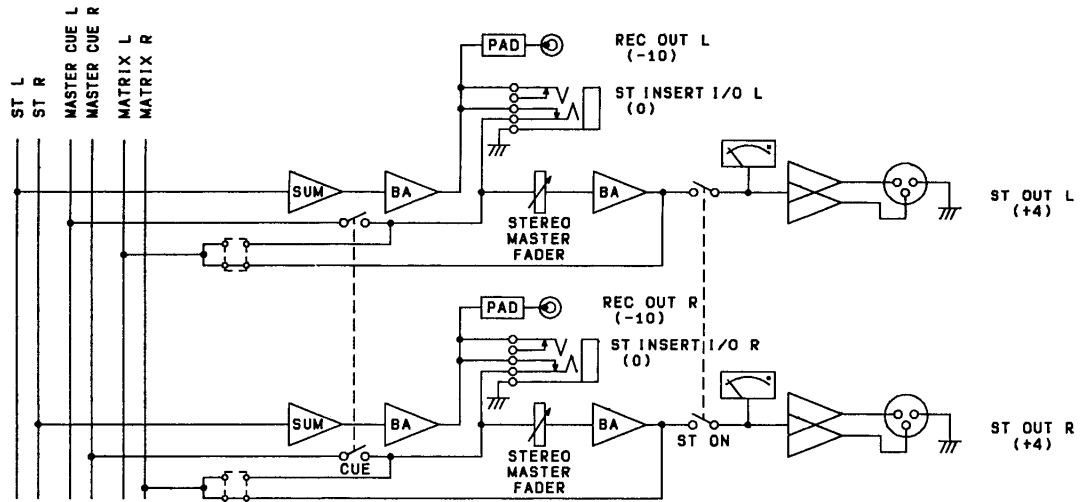 ST L
ST R
MASTER CUE L
MASTER CUE R
MATRIX L
MATRIX R
PAD
REC OUT L
(-10)
ST INSERT I/O L
(0)
SUM
BA
STEREO
MASTER
FADER
BA
ST OUT L
(+4)
PAD
REC OUT R
(-10)
ST INSERT I/O R
(0)
SUM
BA
CUE
STEREO
MASTER
FADER
BA
ST ON
ST OUT R
(+4)